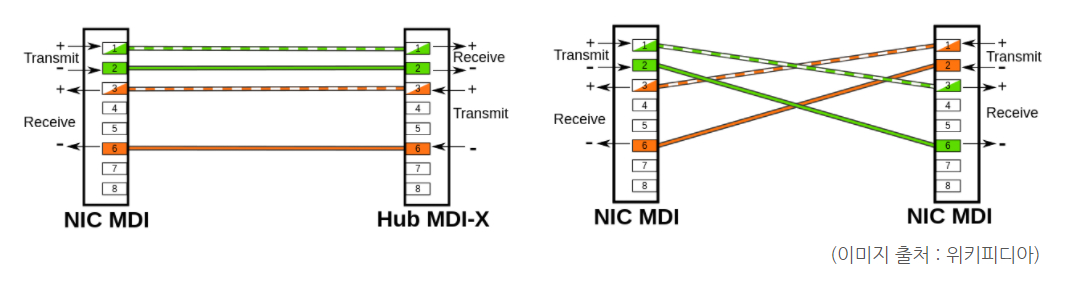 + 1 1 + Receive
Transmit
- 2 2 -
+ 3 3 +
4 4 Transmit
Receive 5 5
- 6 6 -
7 7
8 8
NIC MDI Hub MDI-X
+ 1 1 +
Transmit Transmit
- 2 2 -
+ 3 3 +
4 4
Receive 5 5 Receive
- 6 6 -
7 7
8 8
NIC MDI NIC MDI
(이미지 출처 : 위키피디아)